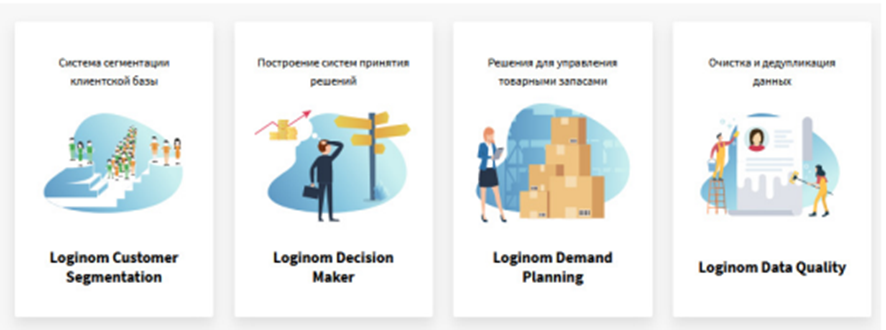 Система сегментации
клиентской базы
Loginom Customer
Segmentation
Построение систем принятия
решений
Loginom Decision
Maker
Решения для управления
товарными запасами
Loginom Demand
Planning
Очистка и дедупликация
данных
Loginom Data Quality